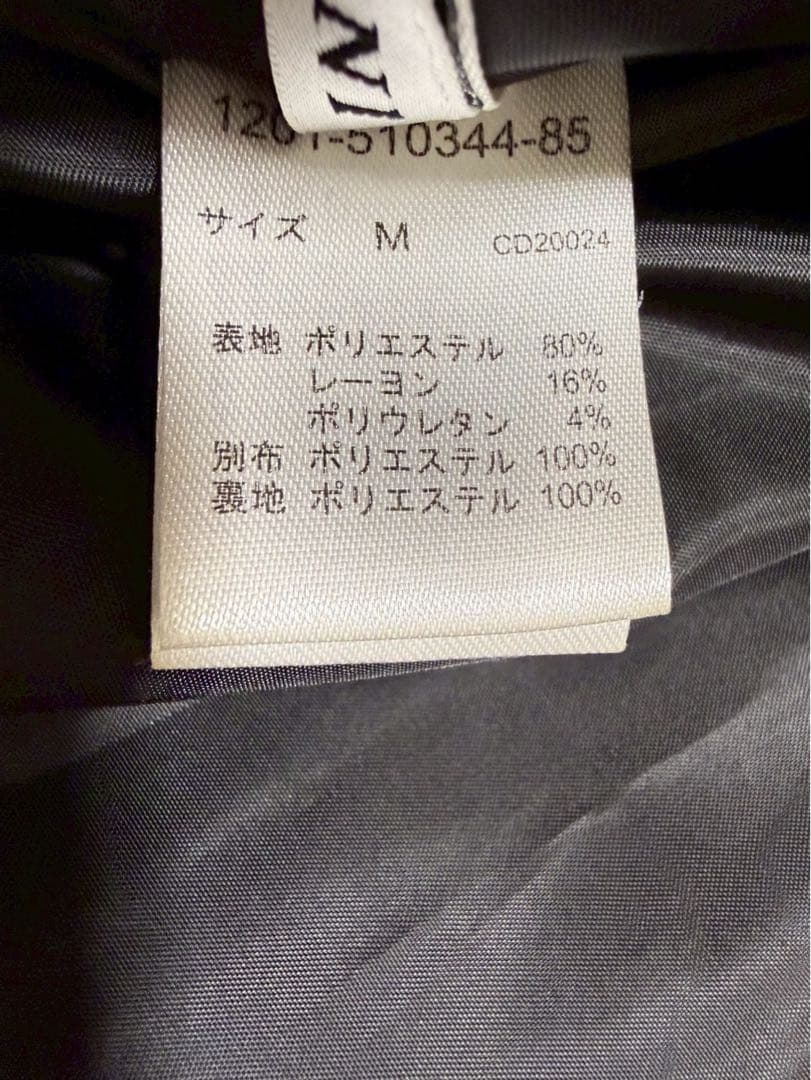 1201-510344-85
サイズ M CD20024
表地 ポリエステル 80%
レーヨン 16%
ポリウレタン 4%
別布 ポリエステル 100%
裏地 ポリエステル 100%